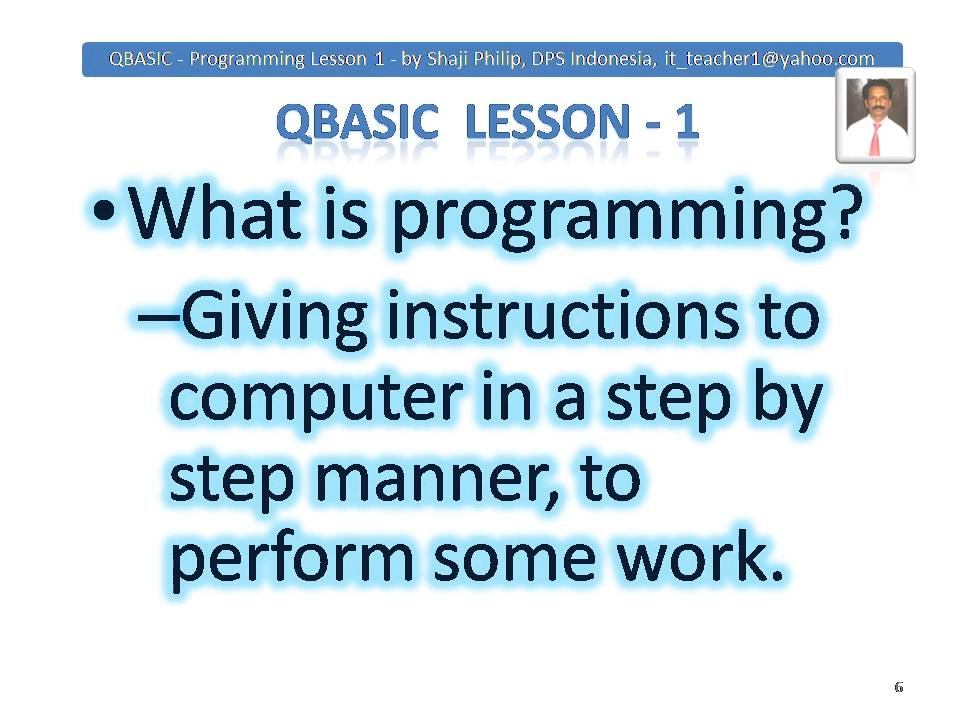 QBASIC - Programming Lesson 1 - by Shaji Philip, DPS Indonesia, it_teacher1@yahoo.com
QBASIC LESSON - 1
•What is programming?
–Giving instructions to
computer in a step by
step manner, to
perform some work.
6